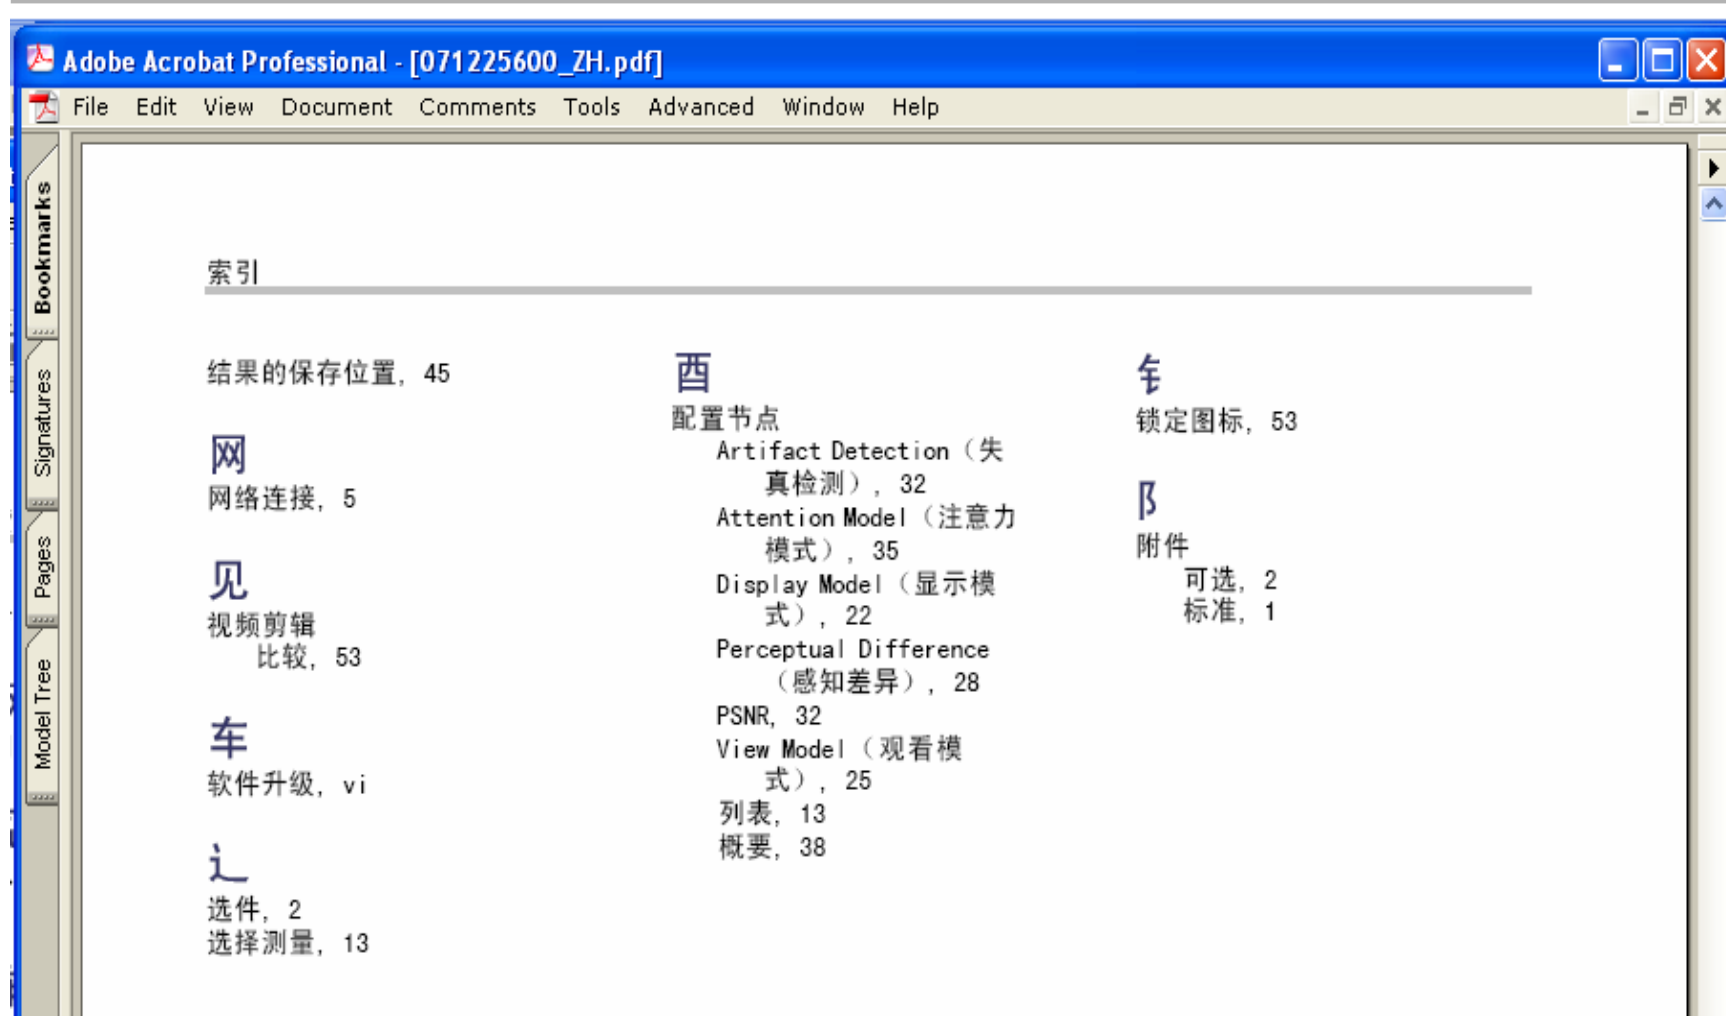 Adobe Acrobat Professional - [071225600_ZH.pdf]
File Edit View Document Comments Tools Advanced Window Help
Bookmarks
Signatures
Pages
Model Tree
索引
结果的保存位置, 45
网
网络连接, 5
见
视频剪辑
比较, 53
车
软件升级, vi
辶
选件, 2
选择测量, 13
酉
配置节点
Artifact Detection（失
真检测）, 32
Attention Model（注意力
模式）, 35
Display Model（显示模
式）, 22
Perceptual Difference
（感知差异）, 28
PSNR, 32
View Model（观看模
式）, 25
列表, 13
概要, 38
钅
锁定图标, 53
阝
附件
可选, 2
标准, 1